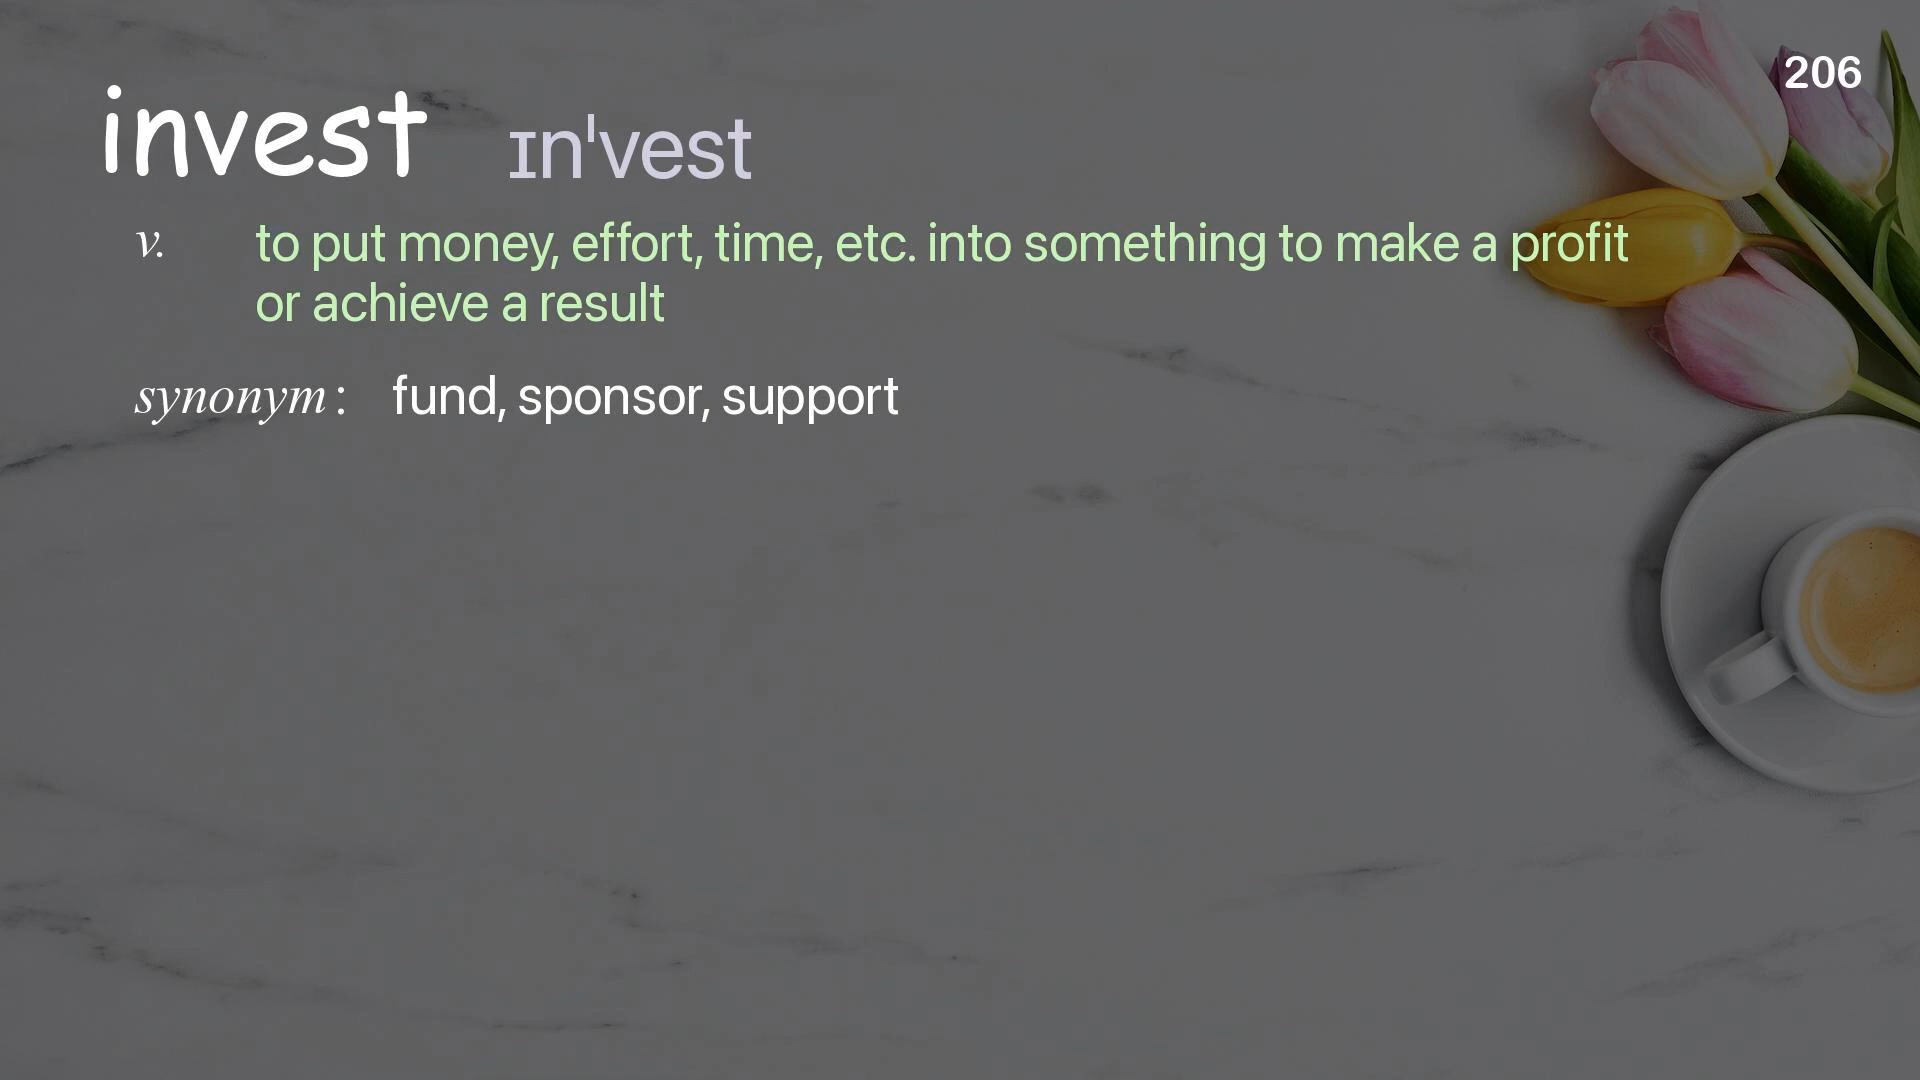 206
invest ɪnˈvest
v. to put money, effort, time, etc. into something to make a profit
or achieve a result
synonym : fund, sponsor, support